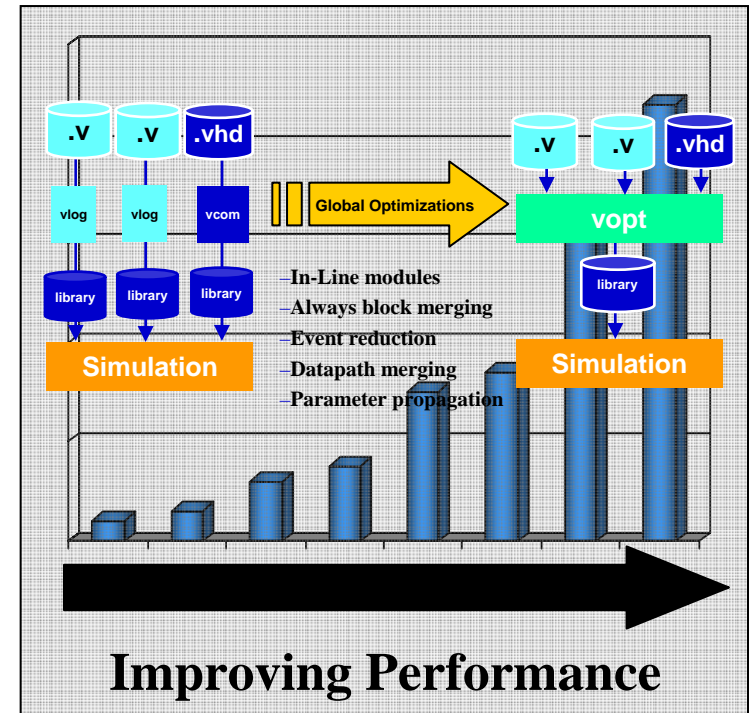 .v
.v
.vhd
vlog
vlog
vcom
library
library
library
Simulation
Global Optimizations
–In-Line modules
–Always block merging
–Event reduction
–Datapath merging
–Parameter propagation
.v
.v
.vhd
vopt
library
Simulation
Improving Performance